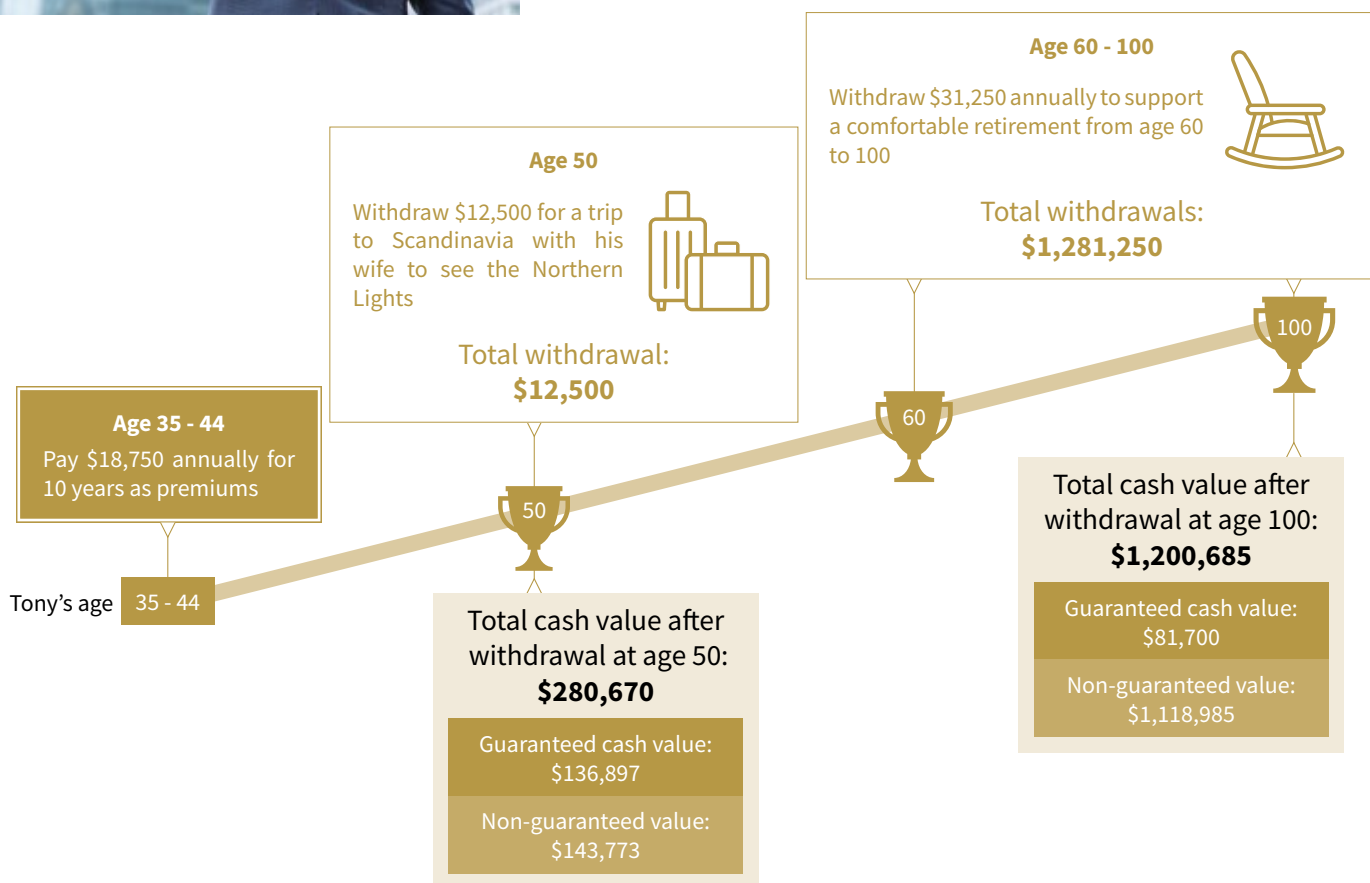 Age 60 - 100
Withdraw $31,250 annually to support
a comfortable retirement from age 60
to 100
Total withdrawals:
$1,281,250
Age 50
Withdraw $12,500 for a trip
to Scandinavia with his
wife to see the Northern
Lights
Total withdrawal:
$12,500
Age 35 - 44
Pay $18,750 annually for
10 years as premiums
Tony's age
35 - 44
50
60
100
Total cash value after
withdrawal at age 50:
$280,670
Guaranteed cash value:
$136,897
Non-guaranteed value:
$143,773
Total cash value after
withdrawal at age 100:
$1,200,685
Guaranteed cash value:
$81,700
Non-guaranteed value:
$1,118,985